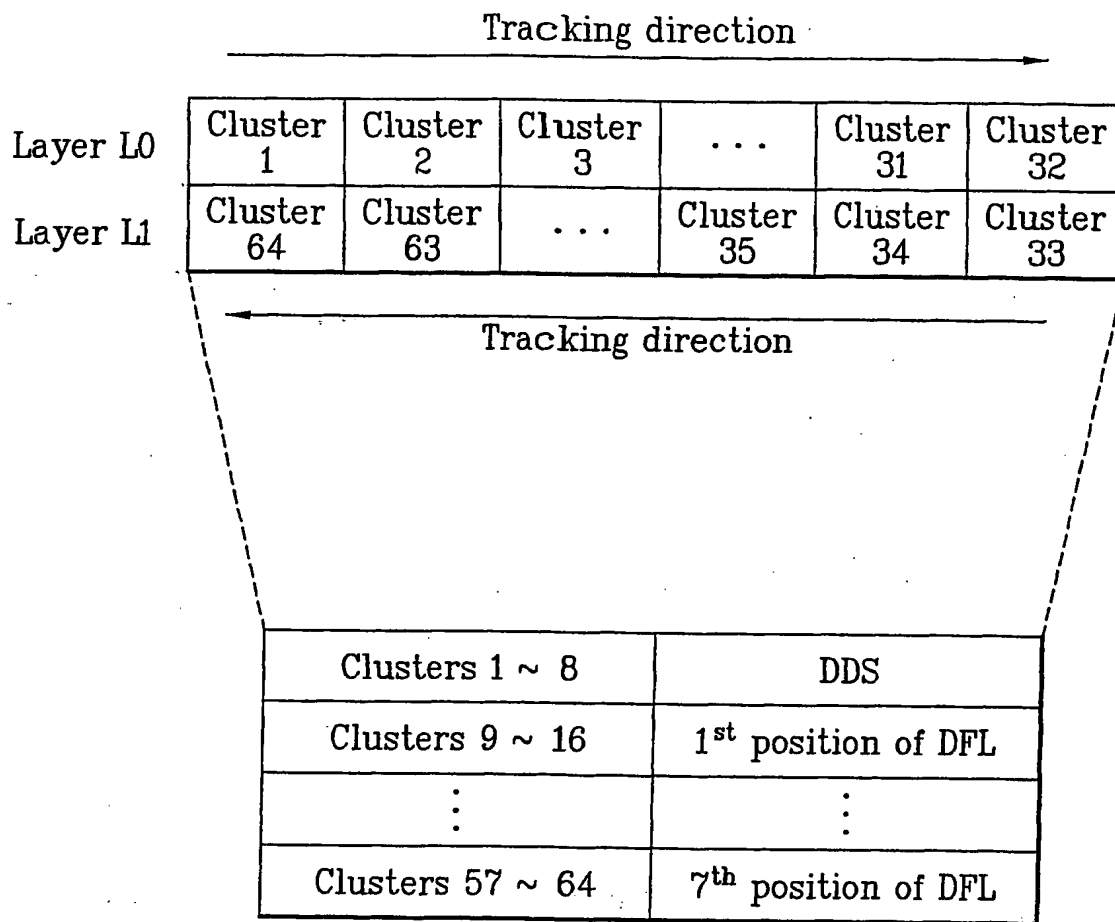 Tracking direction
Layer L0
Cluster 1
Cluster 2
Cluster 3
...
Cluster 31
Cluster 32
Layer L1
Cluster 64
Cluster 63
...
Cluster 35
Cluster 34
Cluster 33
Tracking direction
Clusters 1 ~ 8
DDS
Clusters 9 ~ 16
1st position of DFL
⋮
⋮
Clusters 57 ~ 64
7th position of DFL